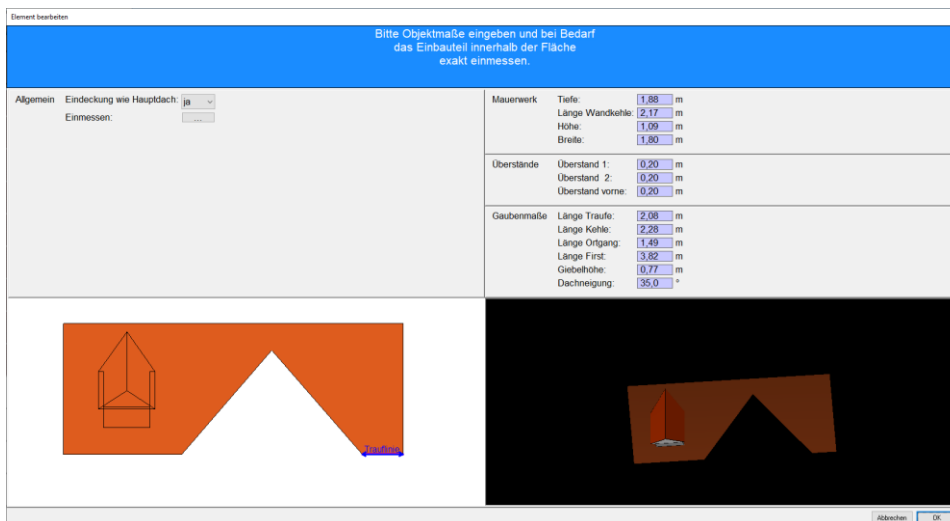 Element bearbeiten
Bitte Objektmaße eingeben und bei Bedarf
das Einbauteil innerhalb der Fläche
exakt einmessen.
Allgemein Eindeckung wie Hauptdach: ja
Einmessen: ...
Mauerwerk Tiefe: 1,88 m
Länge Wandkehle: 2,17 m
Höhe: 1,09 m
Breite: 1,80 m
Überstände Überstand 1: 0,20 m
Überstand 2: 0,20 m
Überstand vorne: 0,20 m
Gaubenmaße Länge Traufe: 2,08 m
Länge Kehle: 2,28 m
Länge Ortgang: 1,49 m
Länge First: 3,82 m
Giebelhöhe: 0,77 m
Dachneigung: 35,0 °
Trauflinie
Abbrechen OK